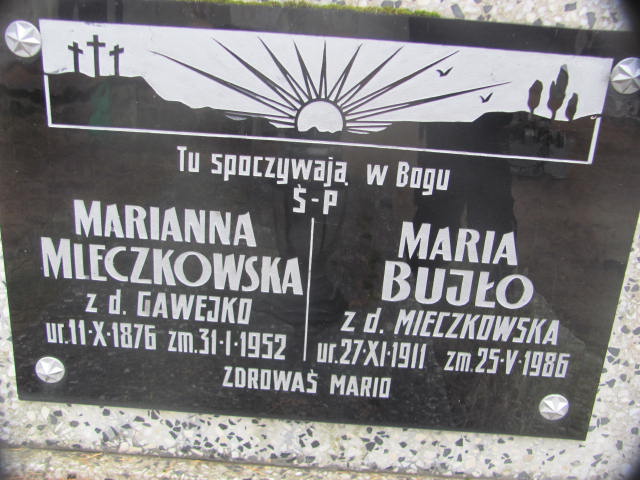 Tu spoczywają w Bogu
Ś-P
MARIANNA
MLECZKOWSKA
z d. GAWEJKO
ur. 11·X·1876 zm. 31·I·1952
MARIA
BUJŁO
z d. MIECZKOWSKA
ur. 27·XI·1911 zm. 25·V·1986
ZDROWAŚ MARIO